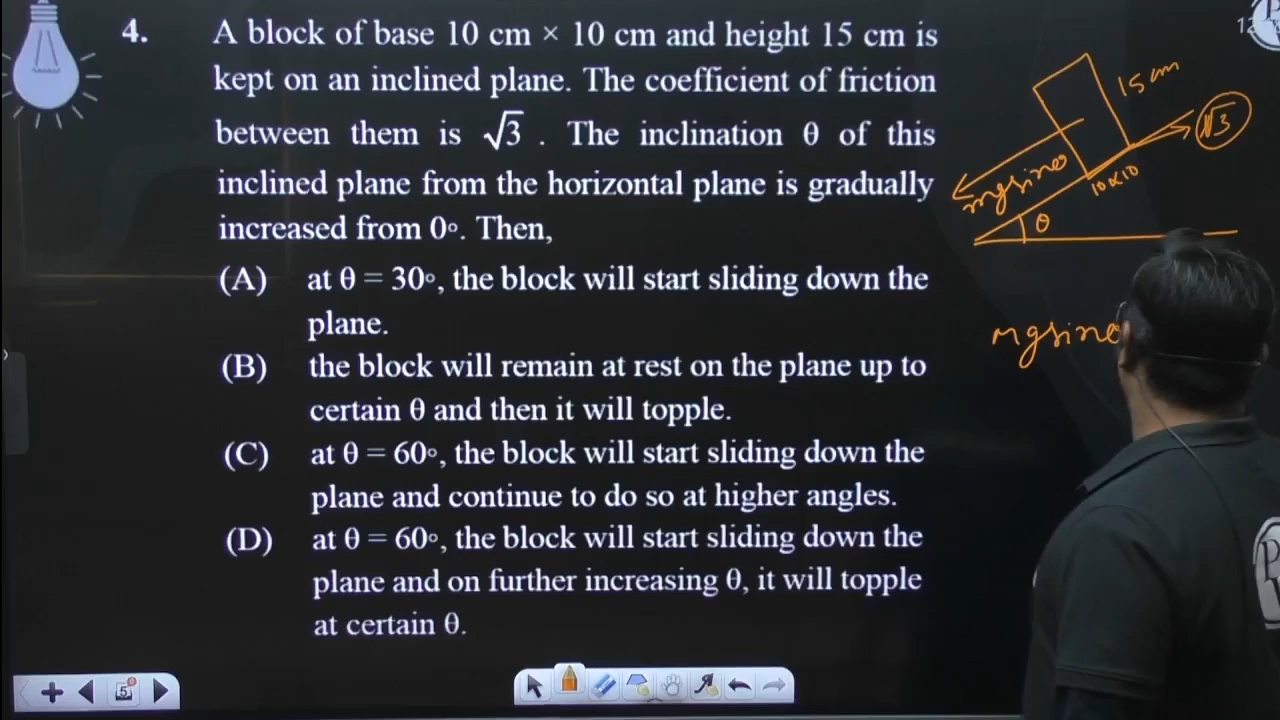 4. A block of base 10 cm × 10 cm and height 15 cm is
kept on an inclined plane. The coefficient of friction
between them is √3 . The inclination θ of this
inclined plane from the horizontal plane is gradually
increased from 0°. Then,
(A) at θ = 30°, the block will start sliding down the
plane.
(B) the block will remain at rest on the plane up to
certain θ and then it will topple.
(C) at θ = 60°, the block will start sliding down the
plane and continue to do so at higher angles.
(D) at θ = 60°, the block will start sliding down the
plane and on further increasing θ, it will topple
at certain θ.
15 cm
√3
mgsinθ
10×10
θ
mgsinθ
5